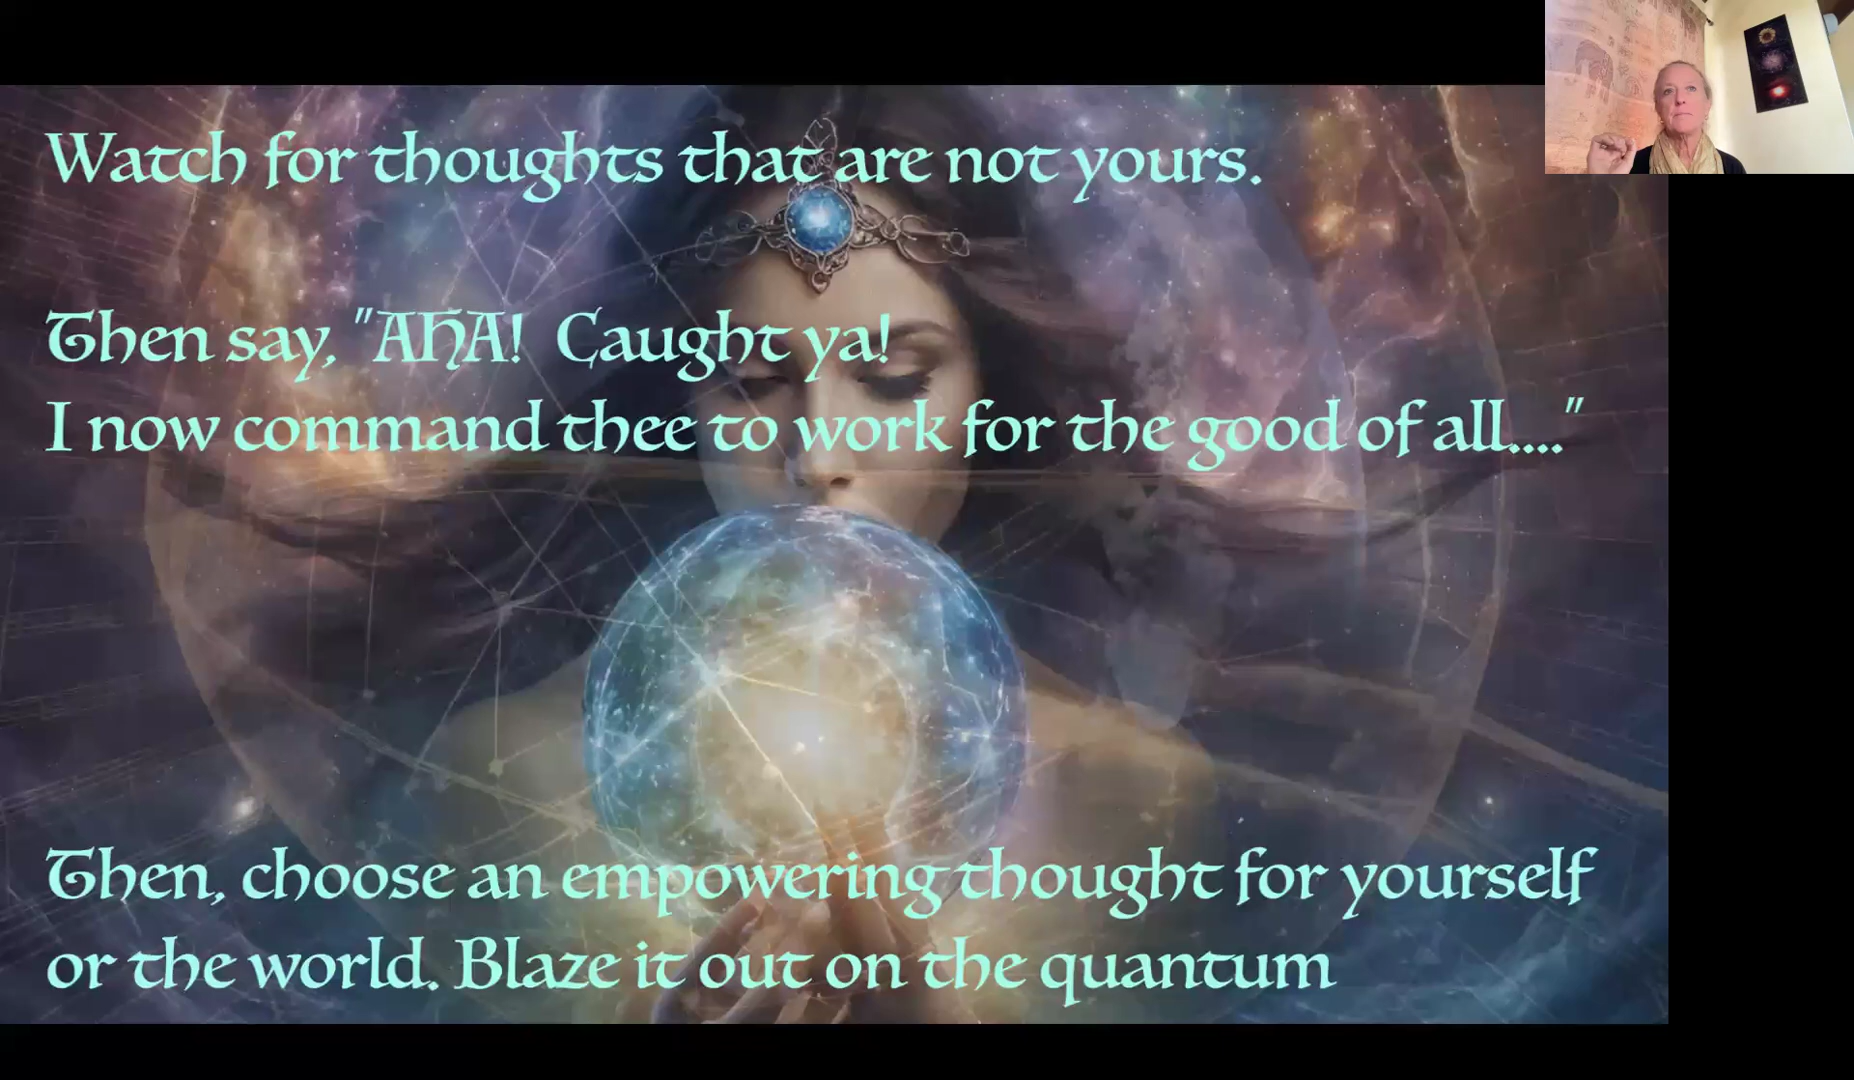 Watch for thoughts that are not yours.
Then say, "AHA!  Caught ya!
I now command thee to work for the good of all...."
Then, choose an empowering thought for yourself
or the world. Blaze it out on the quantum